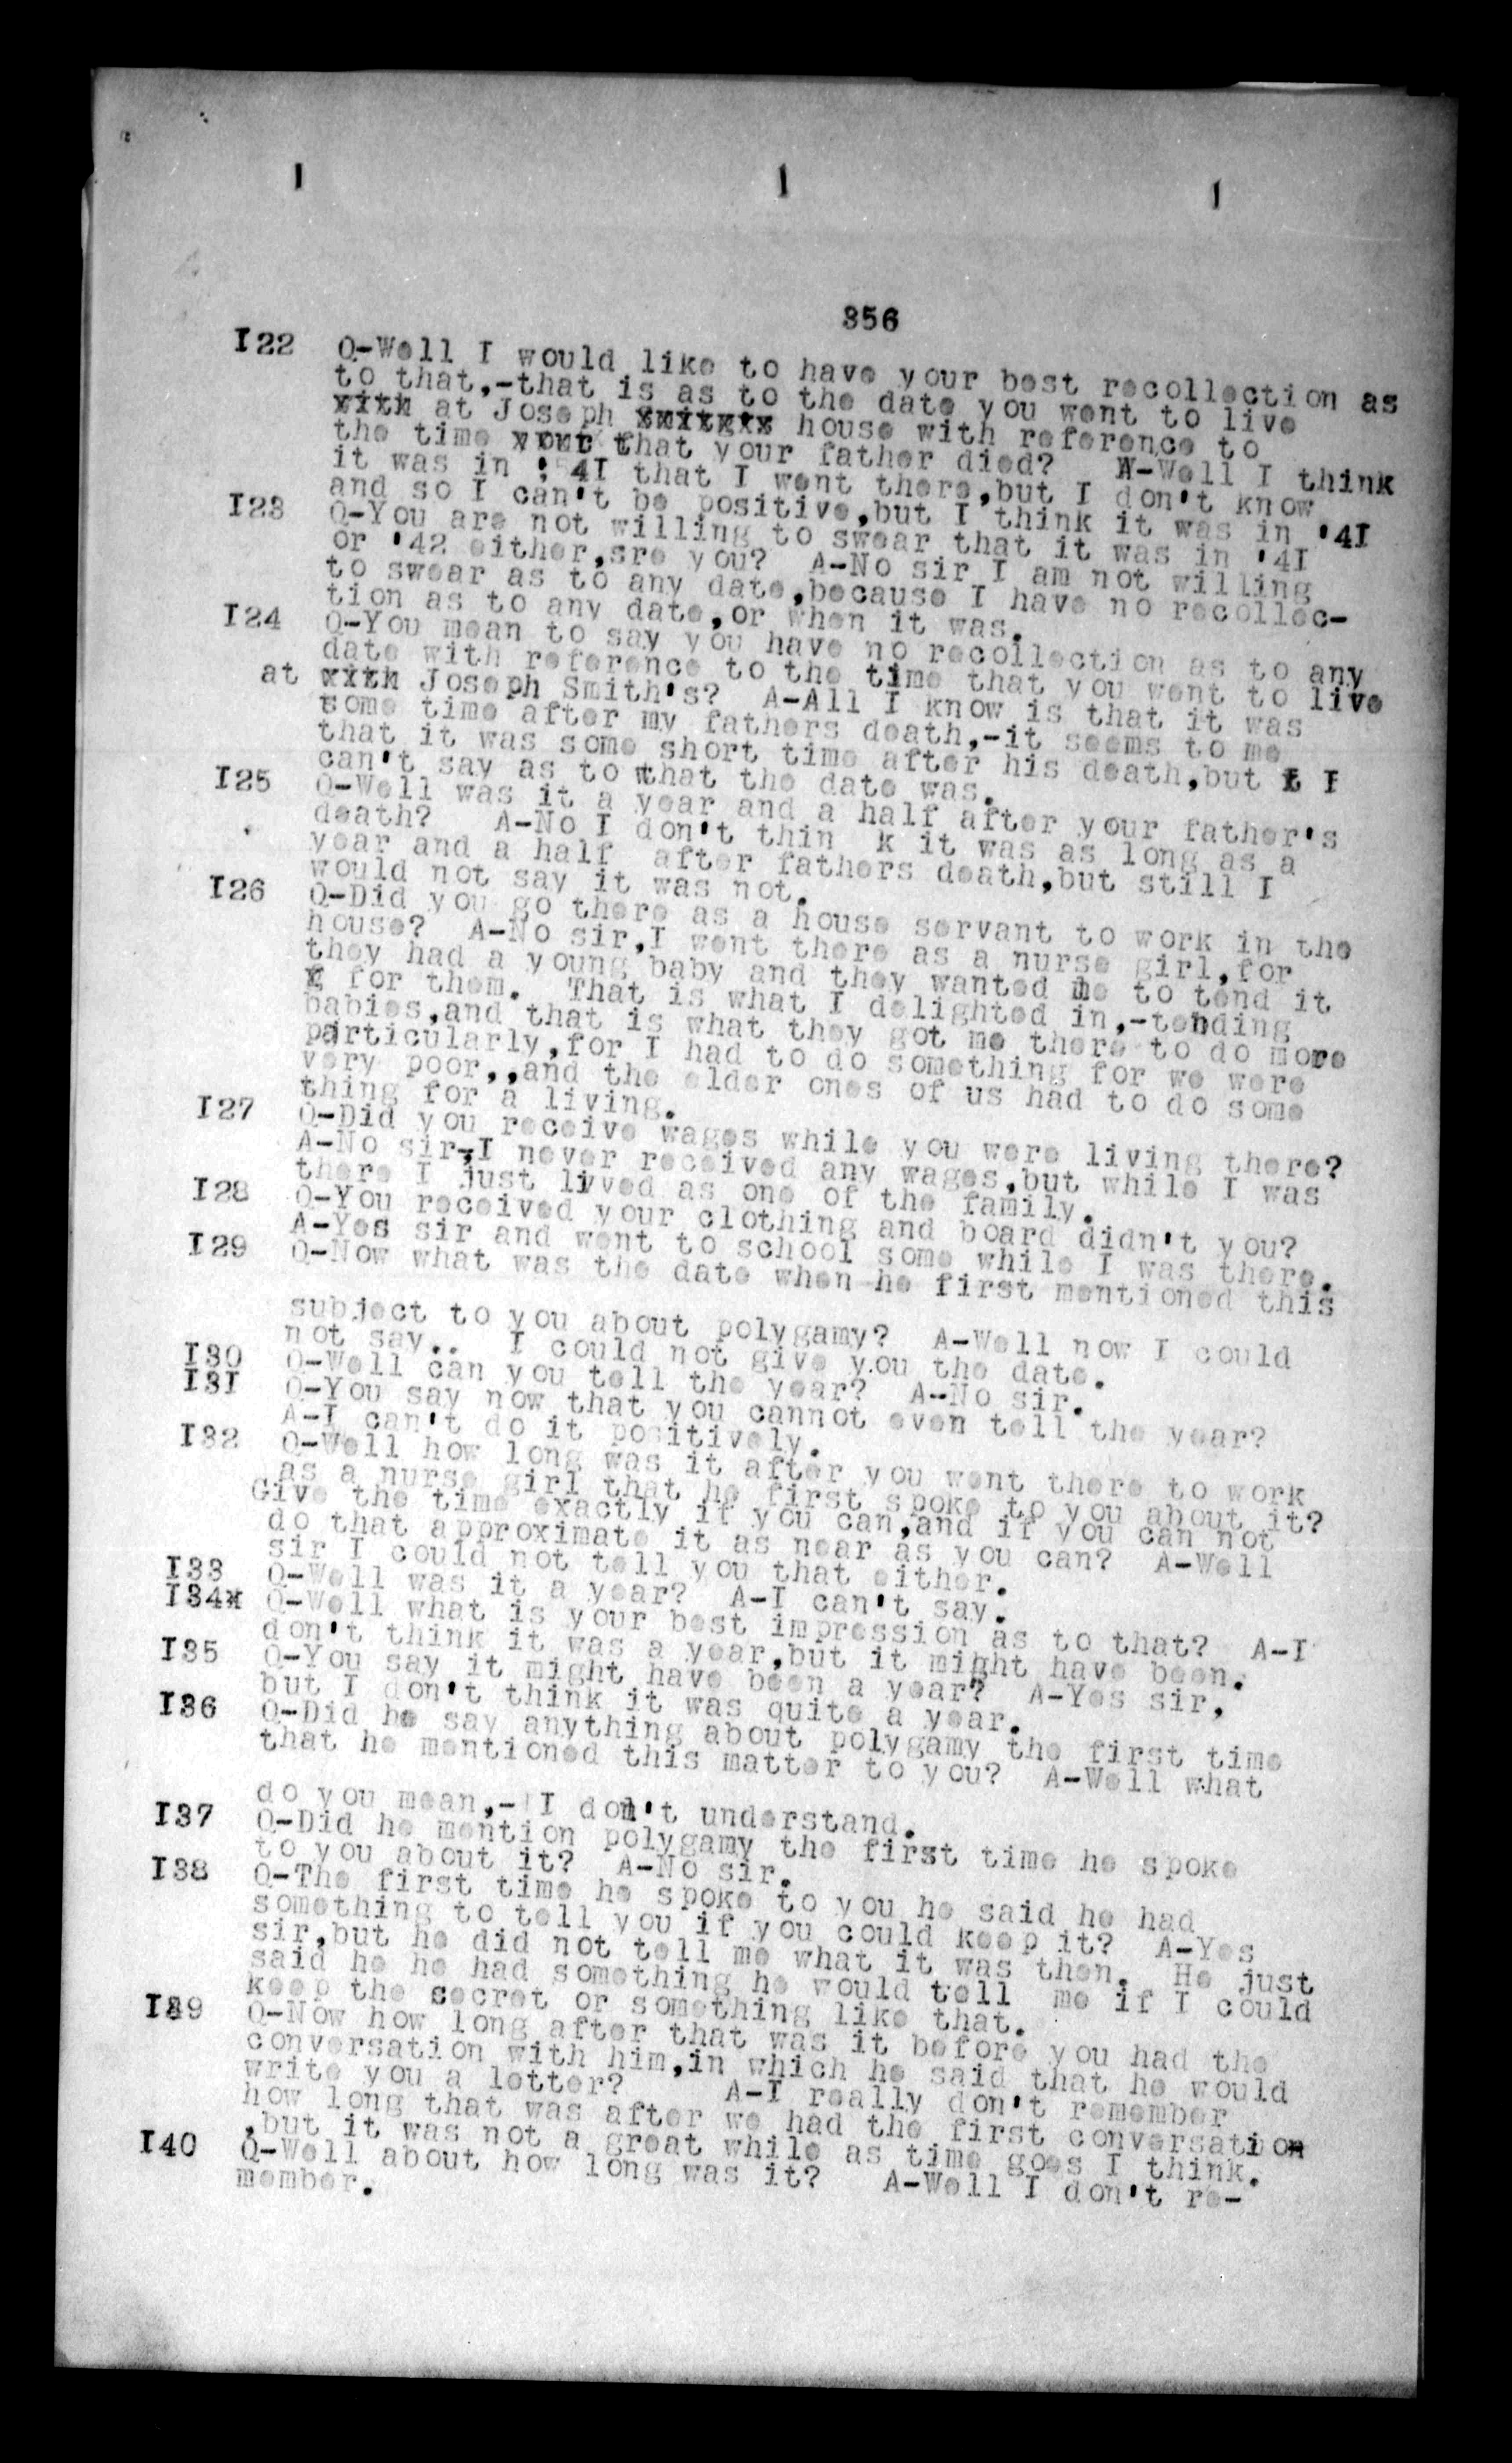 356
I22 Q-Well I would like to have your best recollection as
to that,-that is as to the date you went to live
at Joseph house with reference to
the time that your father died? A-Well I think
it was in '4I that I went there,but I don't know
and so I can't be positive,but I think it was in '4I
I23 Q-You are not willing to swear that it was in '4I
or '42 either,sre you? A-No sir I am not willing
to swear as to any date,because I have no recollec-
tion as to any date,or when it was.
I24 Q-You mean to say you have no recollection as to any
date with reference to the time that you went to live
at Joseph Smith's? A-All I know is that it was
some time after my fathers death,-it seems to me
that it was some short time after his death,but I
can't say as to what the date was.
I25 Q-Well was it a year and a half after your father's
death? A-No I don't thin k it was as long as a
year and a half after fathers death,but still I
would not say it was not.
I26 Q-Did you go there as a house servant to work in the
house? A-No sir,I went there as a nurse girl,for
they had a young baby and they wanted me to tend it
for them. That is what I delighted in,-tending
babies,and that is what they got me there to do more
particularly,for I had to do something for we were
very poor,,and the elder ones of us had to do some
thing for a living.
I27 Q-Did you receive wages while you were living there?
A-No sir,I never received any wages,but while I was
there I just lived as one of the family.
I28 Q-You received your clothing and board didn't you?
A-Yes sir and went to school some while I was there.
I29 Q-Now what was the date when he first mentioned this
subject to you about polygamy? A-Well now I could
not say.. I could not give you the date.
I30 Q-Well can you tell the year? A-No sir.
I3I Q-You say now that you cannot even tell the year?
A-I can't do it positively.
I32 Q-Well how long was it after you went there to work
as a nurse girl that he first spoke to you about it?
Give the time exactly if you can,and if you can not
do that approximate it as near as you can? A-Well
sir I could not tell you that either.
I33 Q-Well was it a year? A-I can't say.
I34x Q-Well what is your best impression as to that? A-I
don't think it was a year,but it might have been.
I35 Q-You say it might have been a year? A-Yes sir,
but I don't think it was quite a year.
I36 Q-Did he say anything about polygamy the first time
that he mentioned this matter to you? A-Well what
do you mean,- I don't understand.
I37 Q-Did he mention polygamy the first time he spoke
to you about it? A-No sir.
I38 Q-The first time he spoke to you he said he had
something to tell you if you could keep it? A-Yes
sir,but he did not tell me what it was then. He just
said he he had something he would tell me if I could
keep the secret or something like that.
I39 Q-Now how long after that was it before you had the
conversation with him,in which he said that he would
write you a letter? A-I really don't remember
how long that was after we had the first conversation
,but it was not a great while as time goes I think.
I40 Q-Well about how long was it? A-Well I don't re-
member.